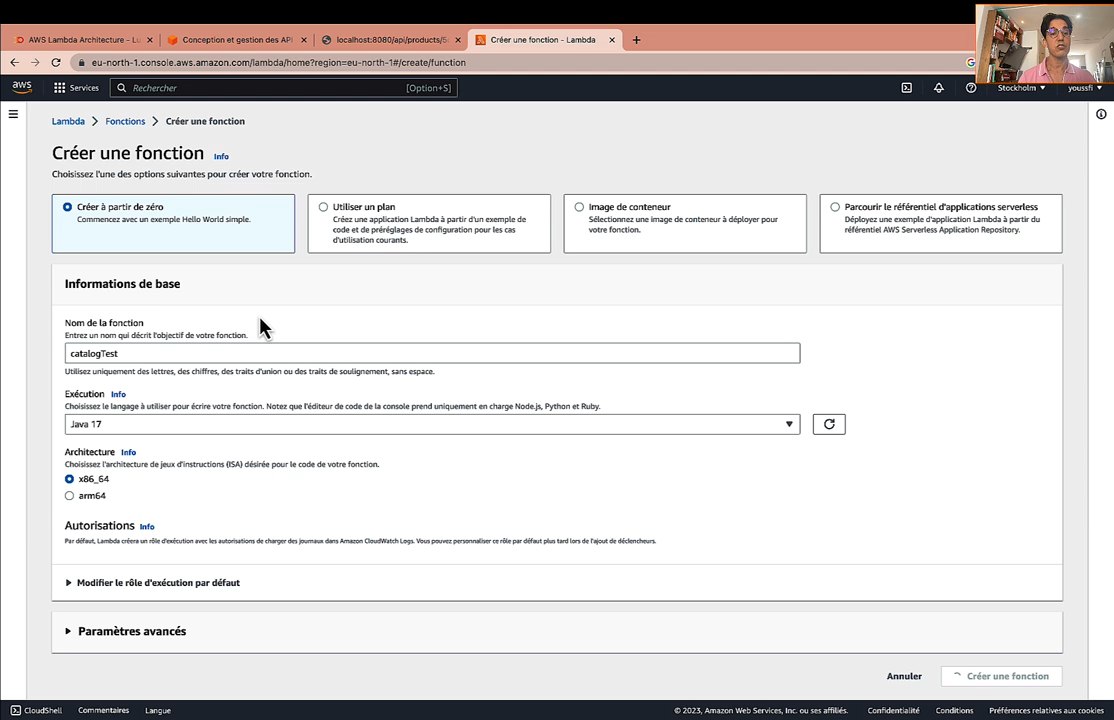 AWS Lambda Architecture - Lu
Conception et gestion des API
localhost:8080/api/products/5
Créer une fonction - Lambda
eu-north-1.console.aws.amazon.com/lambda/home?region=eu-north-1#/create/function
aws
Services
Rechercher
[Option+S]
Stockholm
youssfi
Lambda > Fonctions > Créer une fonction
Créer une fonction Info
Choisissez l'une des options suivantes pour créer votre fonction.
Créer à partir de zéro
Commencez avec un exemple Hello World simple.
Utiliser un plan
Créez une application Lambda à partir d'un exemple de
code et de préréglages de configuration pour les cas
d'utilisation courants.
Image de conteneur
Sélectionnez une image de conteneur à déployer pour
votre fonction.
Parcourir le référentiel d'applications serverless
Déployez une exemple d'application Lambda à partir du
référentiel AWS Serverless Application Repository.
Informations de base
Nom de la fonction
Entrez un nom qui décrit l'objectif de votre fonction.
catalogTest
Utilisez uniquement des lettres, des chiffres, des traits d'union ou des traits de soulignement, sans espace.
Exécution Info
Choisissez le langage à utiliser pour écrire votre fonction. Notez que l'éditeur de code de la console prend uniquement en charge Node.js, Python et Ruby.
Java 17
Architecture Info
Choisissez l'architecture de jeux d'instructions (ISA) désirée pour le code de votre fonction.
x86_64
arm64
Autorisations Info
Par défaut, Lambda créera un rôle d'exécution avec les autorisations de charger des journaux dans Amazon CloudWatch Logs. Vous pouvez personnaliser ce rôle par défaut plus tard lors de l'ajout de déclencheurs.
Modifier le rôle d'exécution par défaut
Paramètres avancés
Annuler
Créer une fonction
CloudShell
Commentaires
Langue
© 2023, Amazon Web Services, Inc. ou ses affiliés.
Confidentialité
Conditions
Préférences relatives aux cookies